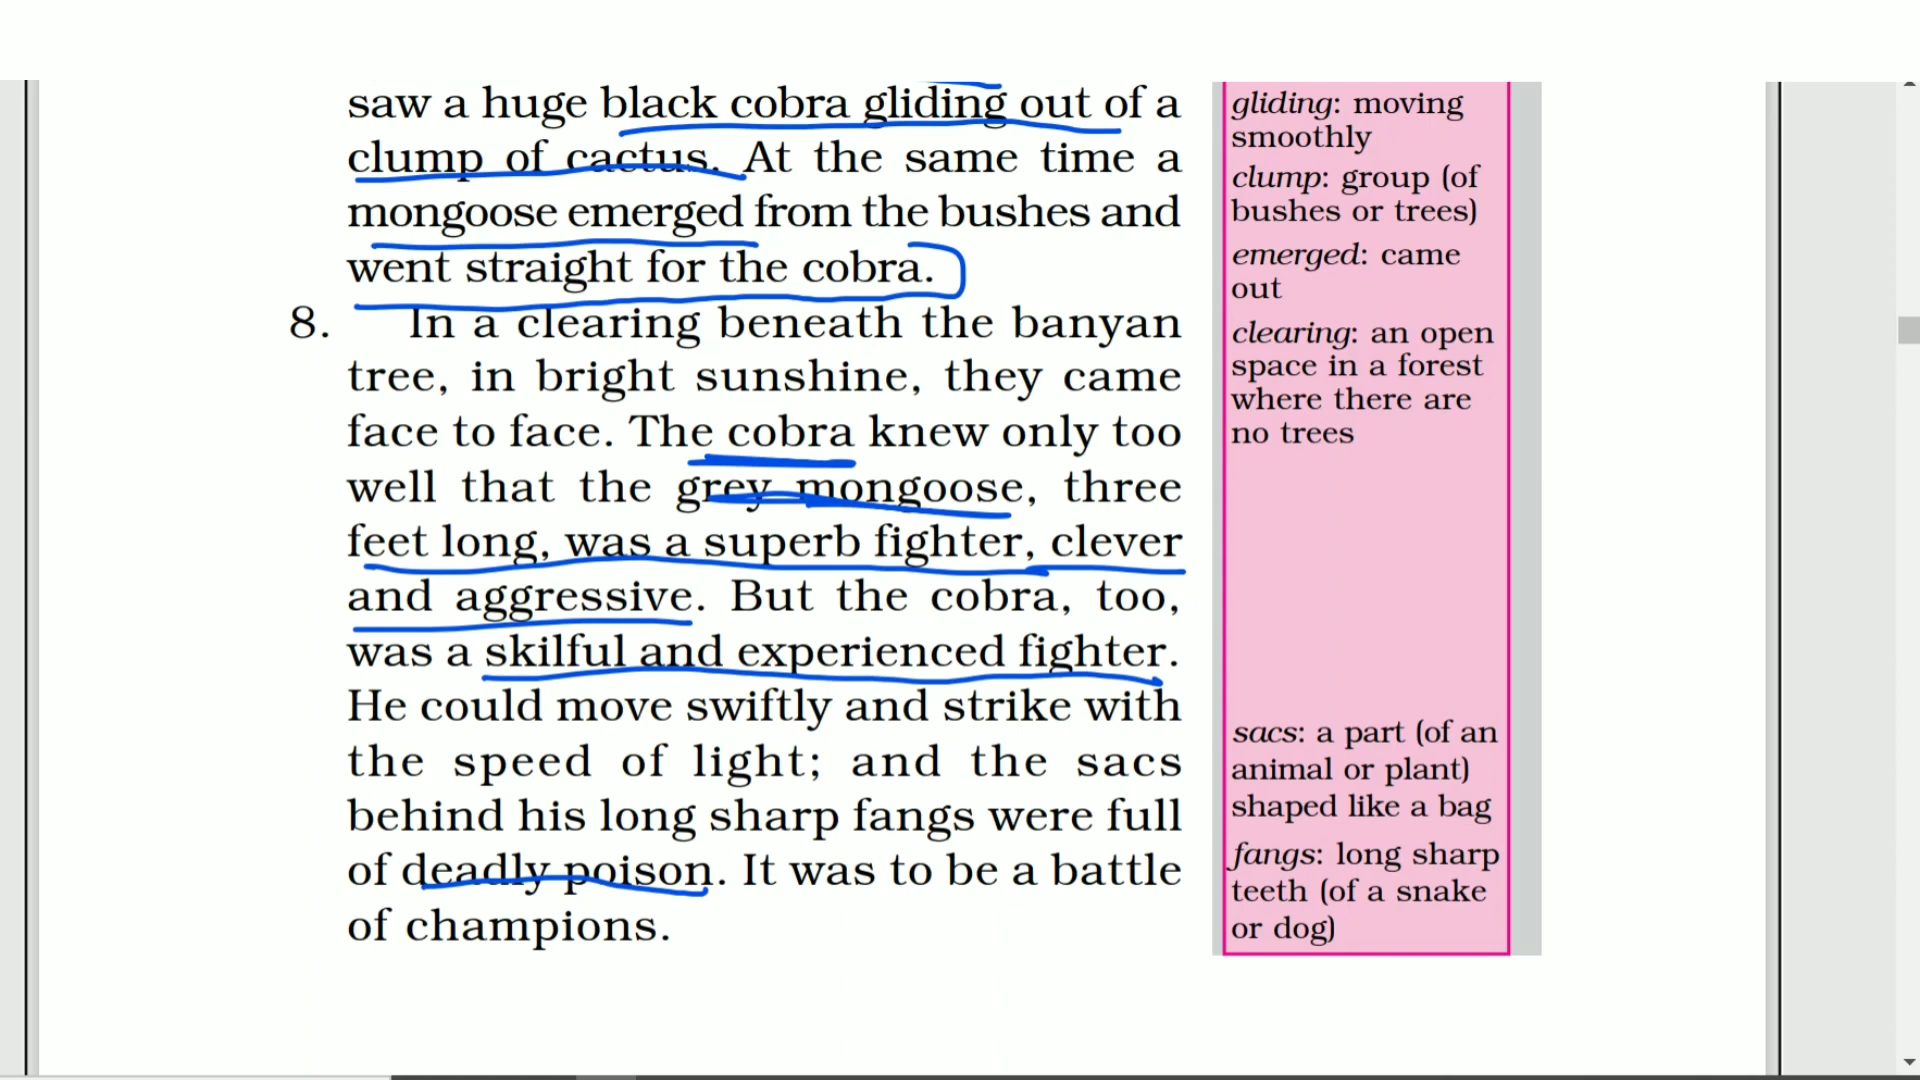 saw a huge black cobra gliding out of a
clump of cactus. At the same time a
mongoose emerged from the bushes and
went straight for the cobra.
8. In a clearing beneath the banyan
tree, in bright sunshine, they came
face to face. The cobra knew only too
well that the grey mongoose, three
feet long, was a superb fighter, clever
and aggressive. But the cobra, too,
was a skilful and experienced fighter.
He could move swiftly and strike with
the speed of light; and the sacs
behind his long sharp fangs were full
of deadly poison. It was to be a battle
of champions.
gliding: moving
smoothly
clump: group (of
bushes or trees)
emerged: came
out
clearing: an open
space in a forest
where there are
no trees
sacs: a part (of an
animal or plant)
shaped like a bag
fangs: long sharp
teeth (of a snake
or dog)